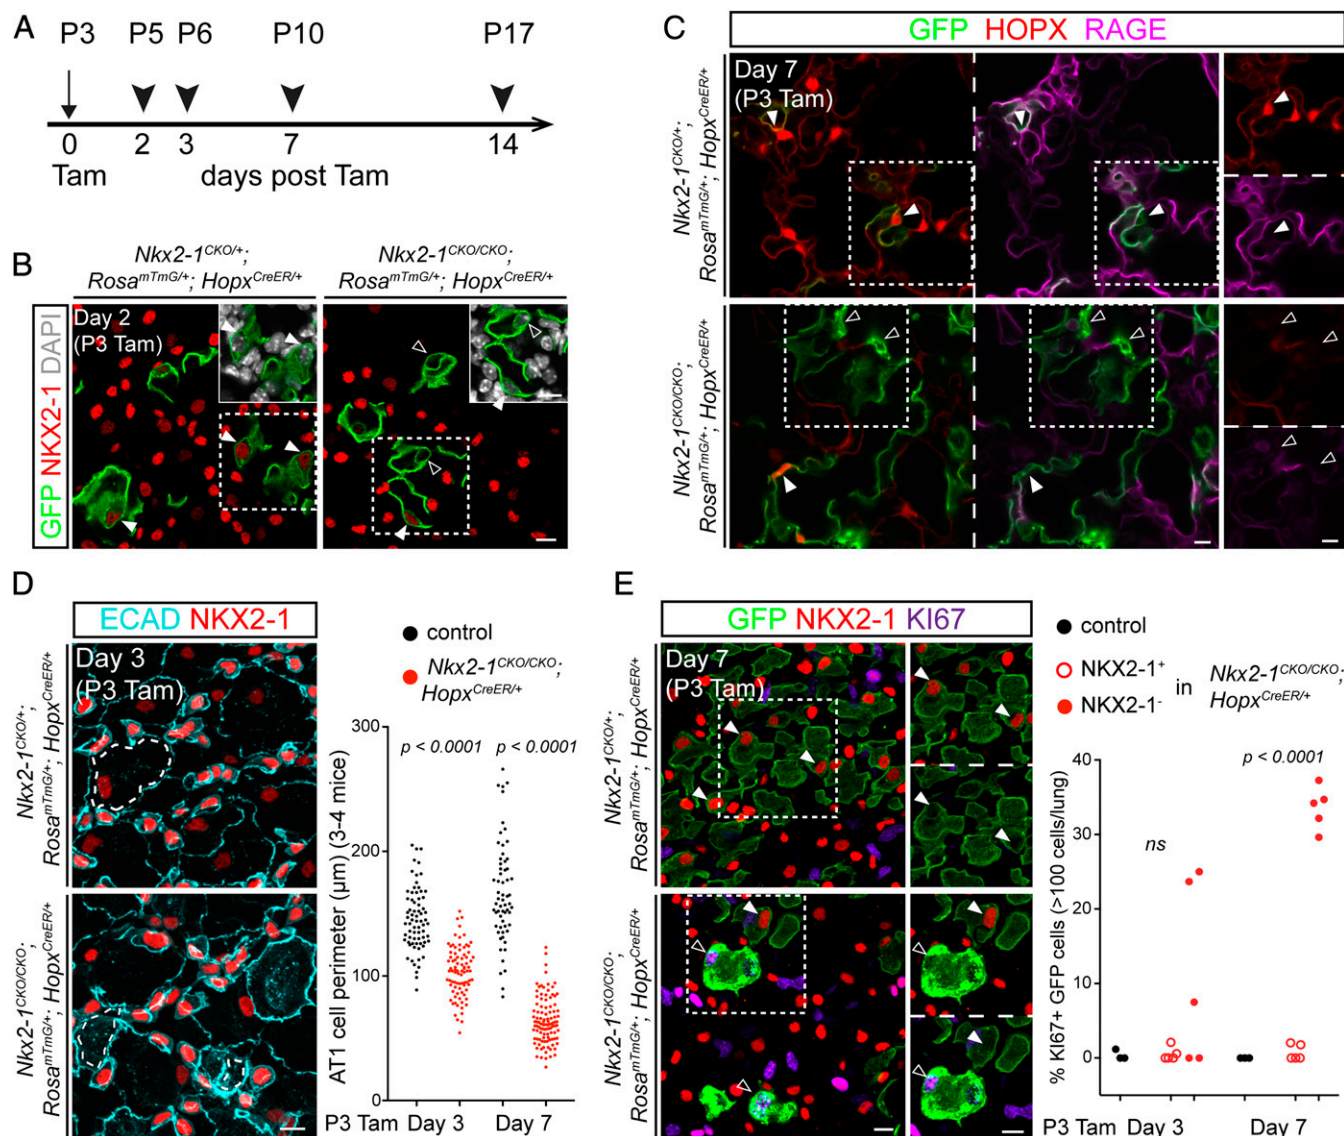 A
P3 P5 P6 P10 P17
0 2 3 7 14
Tam days post Tam
B
Nkx2-1CKO/+;
RosamTmG/+; HopxCreER/+
Nkx2-1CKO/CKO;
RosamTmG/+; HopxCreER/+
GFP NKX2-1 DAPI
Day 2
(P3 Tam)
C
GFP HOPX RAGE
Nkx2-1CKO/+;
RosamTmG/+; HopxCreER/+
Day 7
(P3 Tam)
Nkx2-1CKO/CKO;
RosamTmG/+; HopxCreER/+
D
ECAD NKX2-1
Nkx2-1CKO/+;
RosamTmG/+; HopxCreER/+
Day 3
(P3 Tam)
Nkx2-1CKO/CKO;
RosamTmG/+; HopxCreER/+
control
Nkx2-1CKO/CKO;
HopxCreER/+
p < 0.0001 p < 0.0001
AT1 cell perimeter (µm) (3-4 mice)
300
200
100
0
P3 Tam Day 3 Day 7
E
GFP NKX2-1 KI67
Nkx2-1CKO/+;
RosamTmG/+; HopxCreER/+
Day 7
(P3 Tam)
Nkx2-1CKO/CKO;
RosamTmG/+; HopxCreER/+
control
NKX2-1+
NKX2-1-
in Nkx2-1CKO/CKO;
HopxCreER/+
p < 0.0001
ns
% KI67+ GFP cells (>100 cells/lung)
40
30
20
10
0
P3 Tam Day 3 Day 7